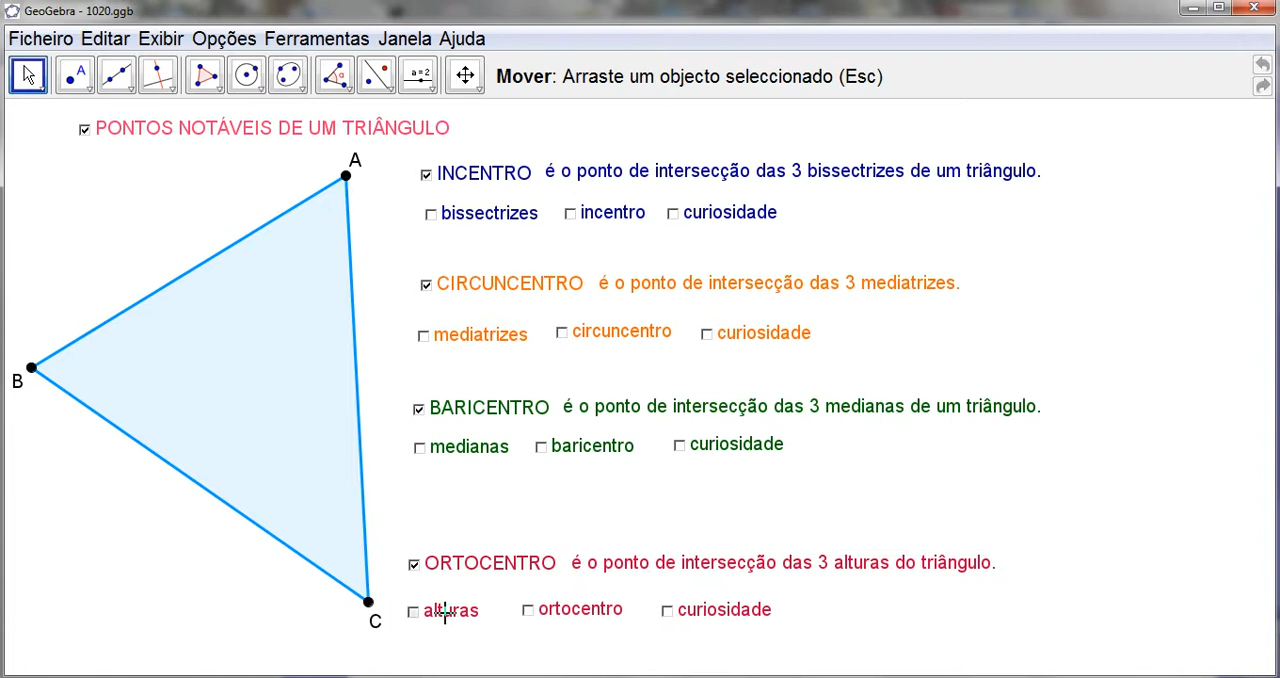 GeoGebra - 1020.ggb
Ficheiro Editar Exibir Opções Ferramentas Janela Ajuda
A α a=2 Mover: Arraste um objecto seleccionado (Esc)
PONTOS NOTÁVEIS DE UM TRIÂNGULO
A
INCENTRO é o ponto de intersecção das 3 bissectrizes de um triângulo.
bissectrizes incentro curiosidade
CIRCUNCENTRO é o ponto de intersecção das 3 mediatrizes.
mediatrizes circuncentro curiosidade
B
BARICENTRO é o ponto de intersecção das 3 medianas de um triângulo.
medianas baricentro curiosidade
ORTOCENTRO é o ponto de intersecção das 3 alturas do triângulo.
alturas ortocentro curiosidade
C